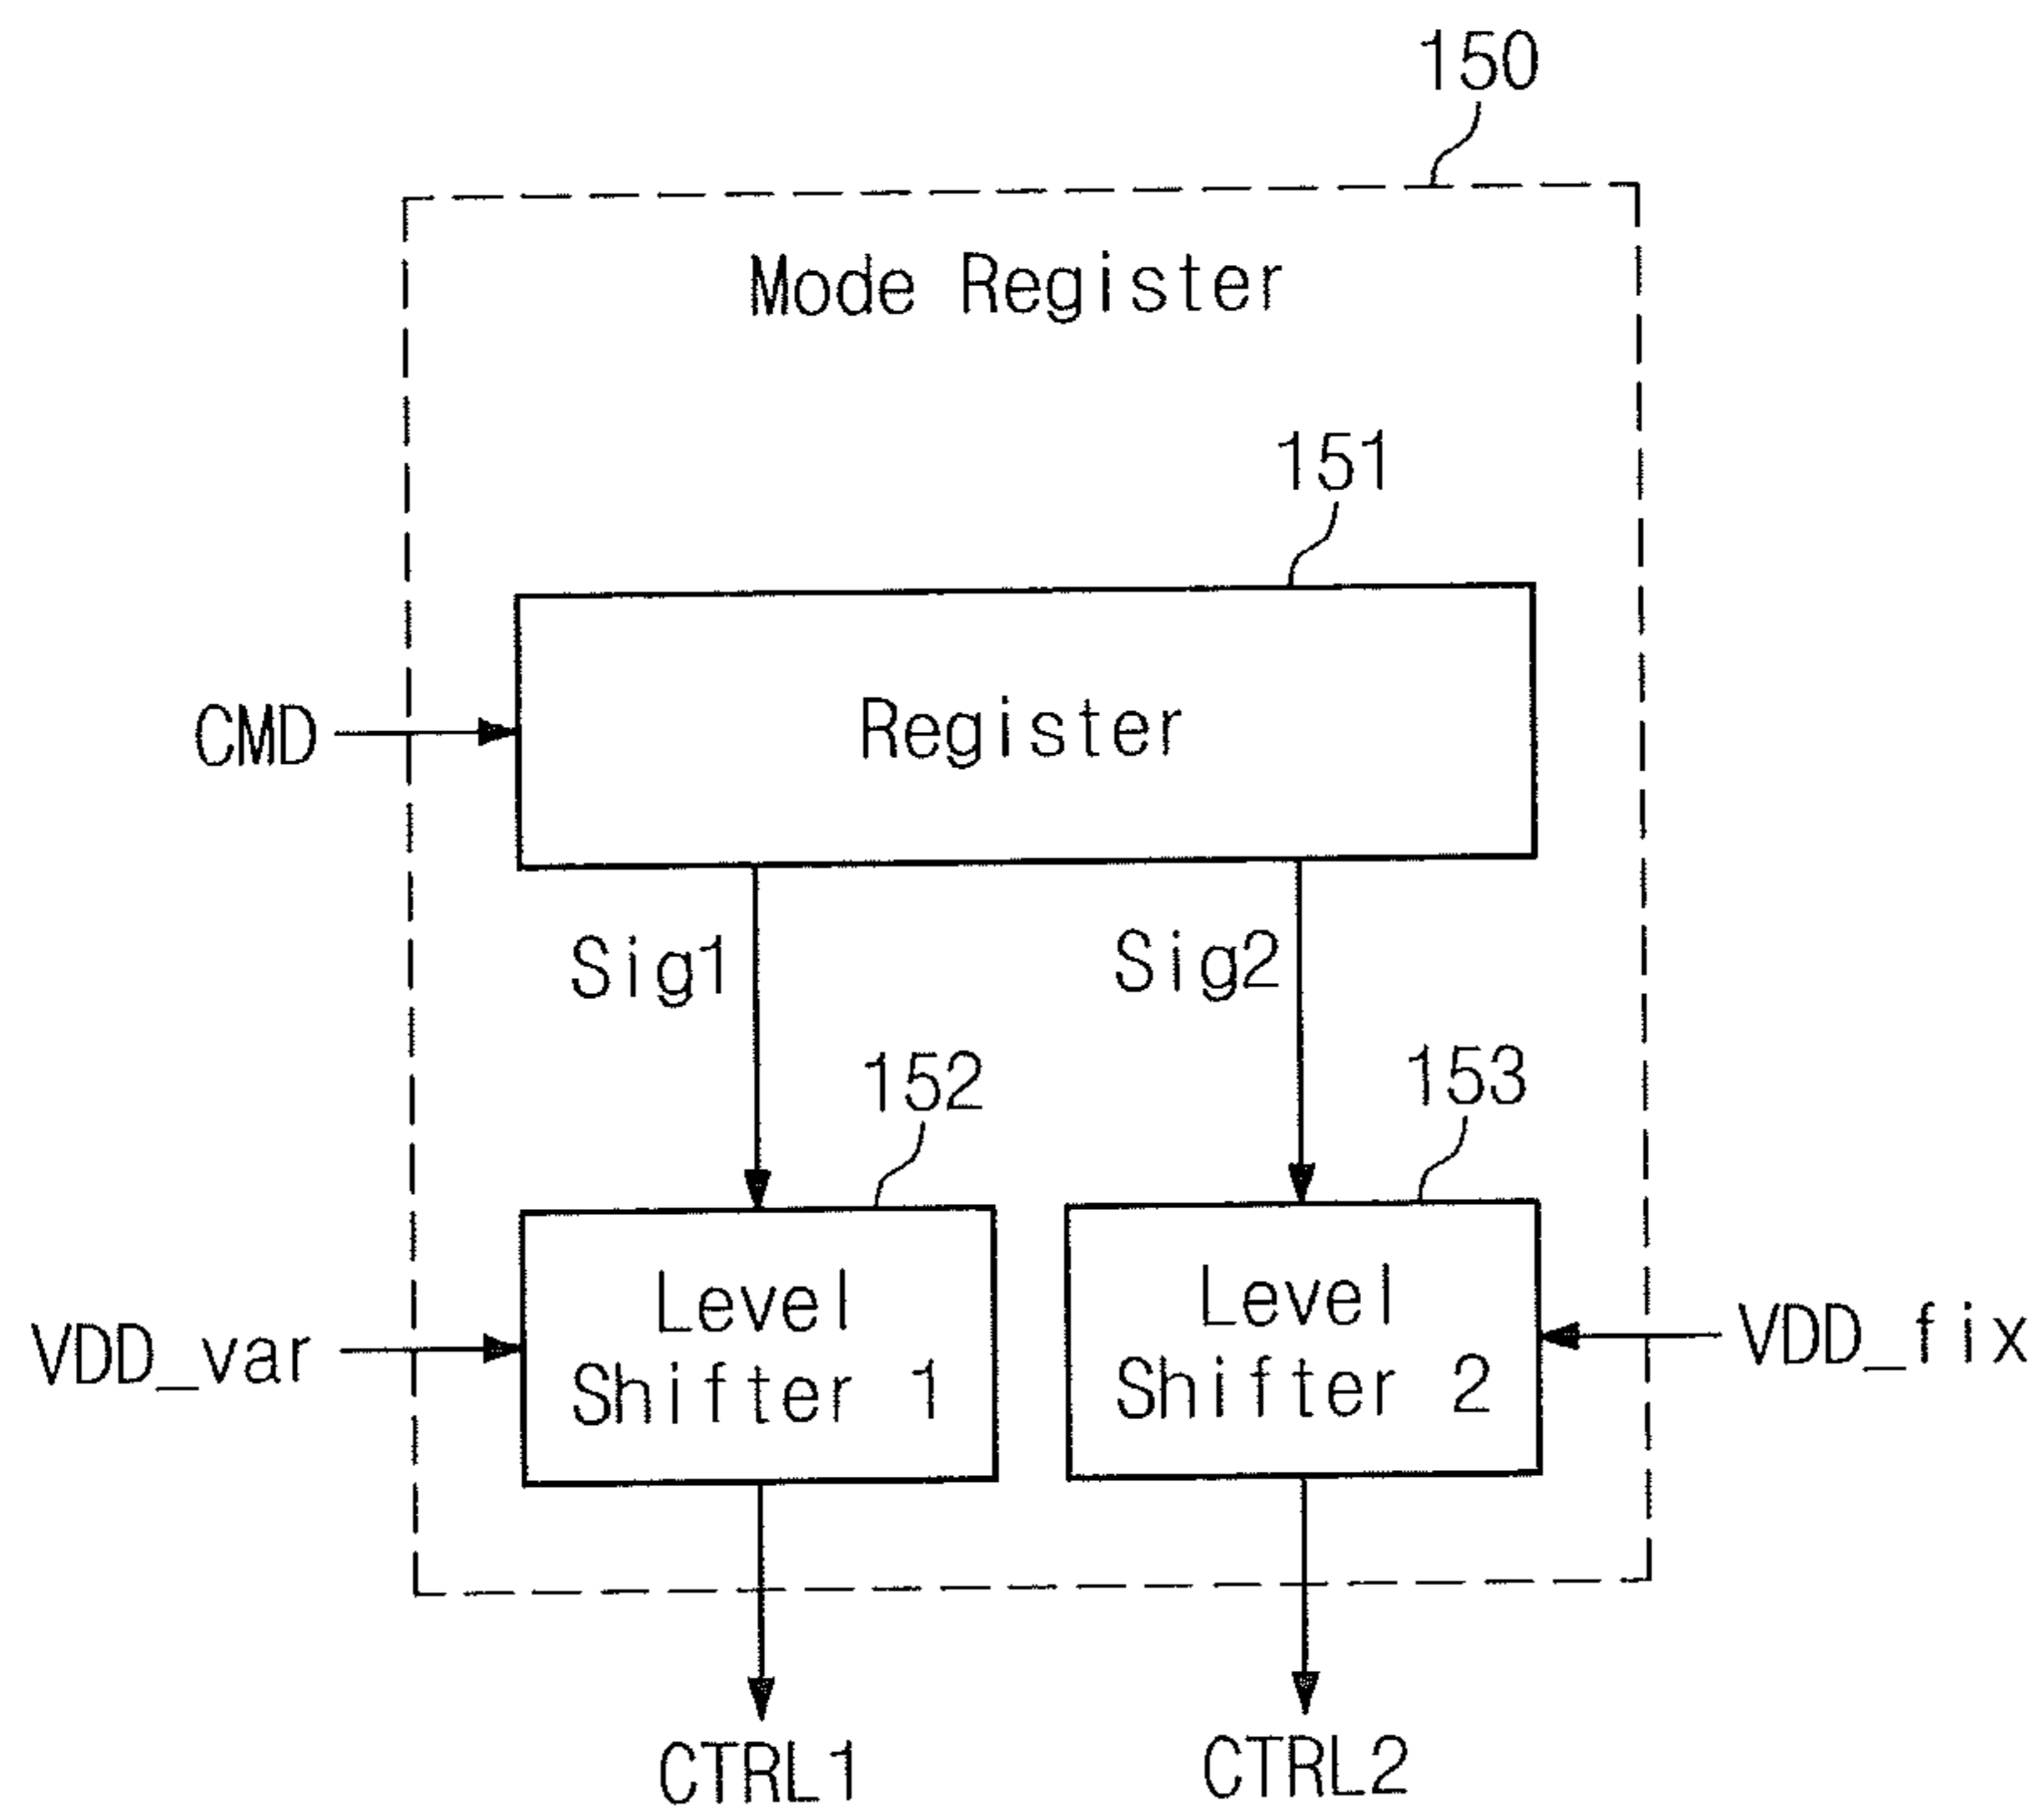 150
Mode Register
151
CMD
Register
Sig1
Sig2
152
153
VDD_var
Level
Shifter 1
Level
Shifter 2
VDD_fix
CTRL1
CTRL2